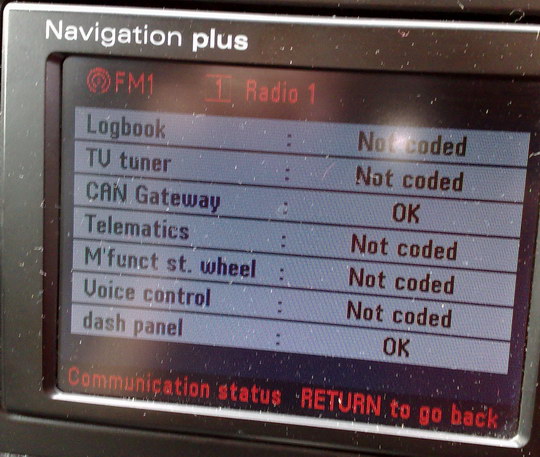 Navigation plus
FM1 1 Radio 1
Logbook : Not coded
TV tuner : Not coded
CAN Gateway : OK
Telematics : Not coded
M'funct st. wheel : Not coded
Voice control : Not coded
dash panel : OK
Communication status RETURN to go back